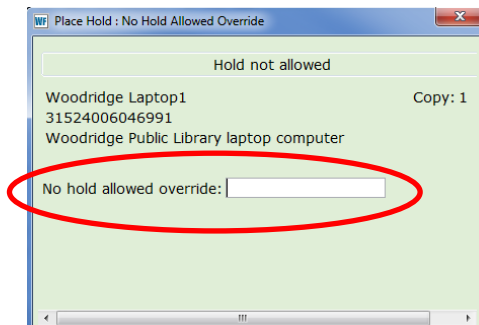 WF Place Hold : No Hold Allowed Override
Hold not allowed
Woodridge Laptop1 Copy: 1
31524006046991
Woodridge Public Library laptop computer
No hold allowed override: